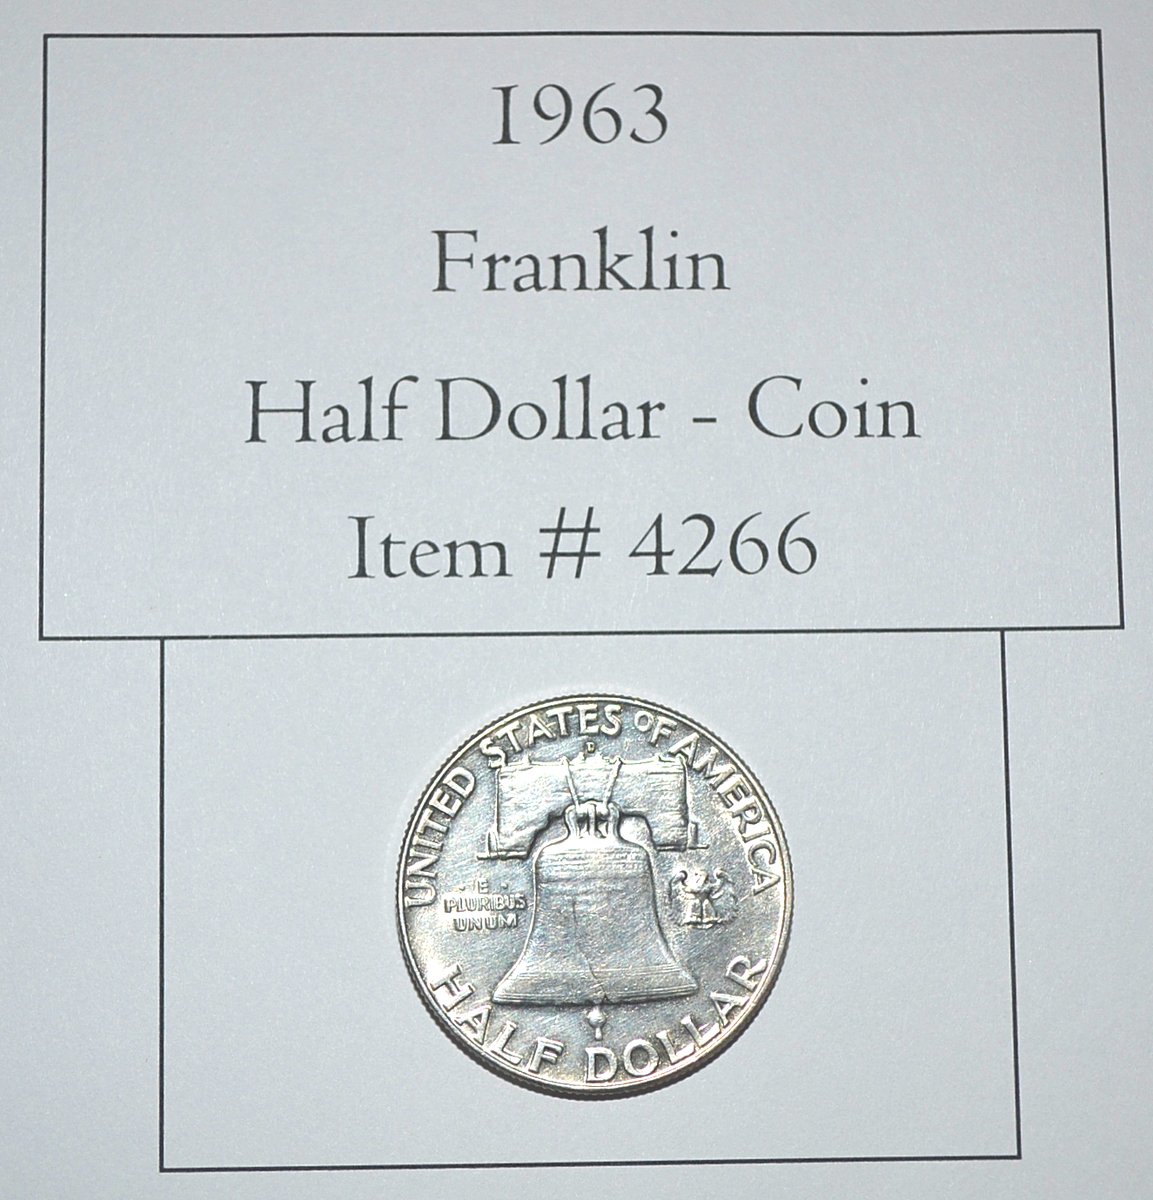 1963
Franklin
Half Dollar - Coin
Item # 4266
UNITED STATES OF AMERICA
D
· E ·
PLURIBUS
UNUM
HALF DOLLAR